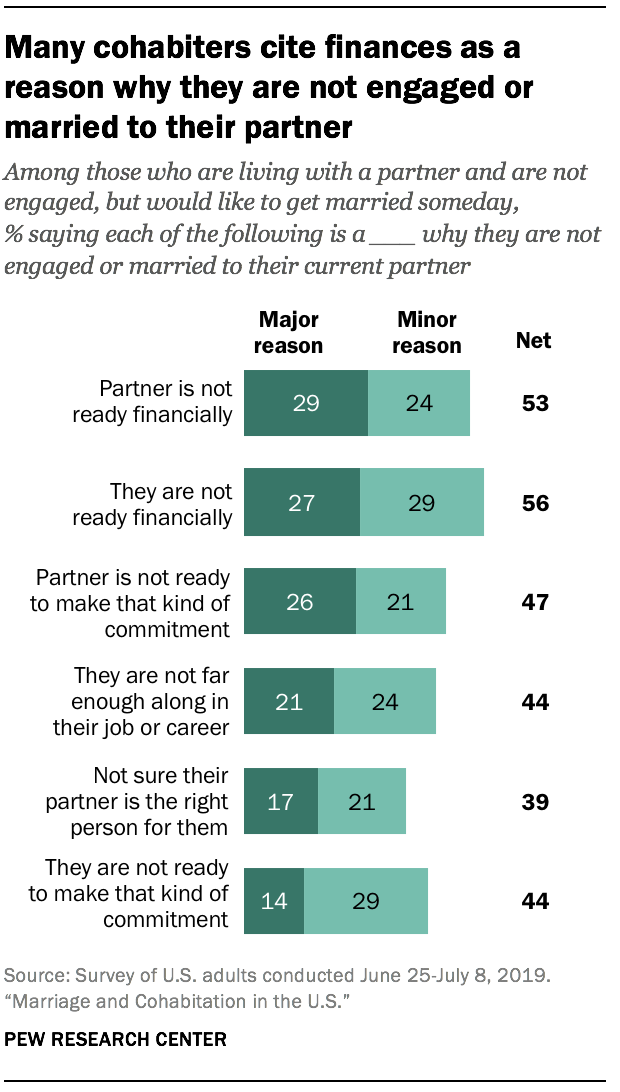 Many cohabiters cite finances as a
reason why they are not engaged or
married to their partner
Among those who are living with a partner and are not
engaged, but would like to get married someday,
% saying each of the following is a ___ why they are not
engaged or married to their current partner
Major
reason
Minor
reason
Net
Partner is not
ready financially
29
24
53
They are not
ready financially
27
29
56
Partner is not ready
to make that kind of
commitment
26
21
47
They are not far
enough along in
their job or career
21
24
44
Not sure their
partner is the right
person for them
17
21
39
They are not ready
to make that kind of
commitment
14
29
44
Source: Survey of U.S. adults conducted June 25-July 8, 2019.
“Marriage and Cohabitation in the U.S.”
PEW RESEARCH CENTER